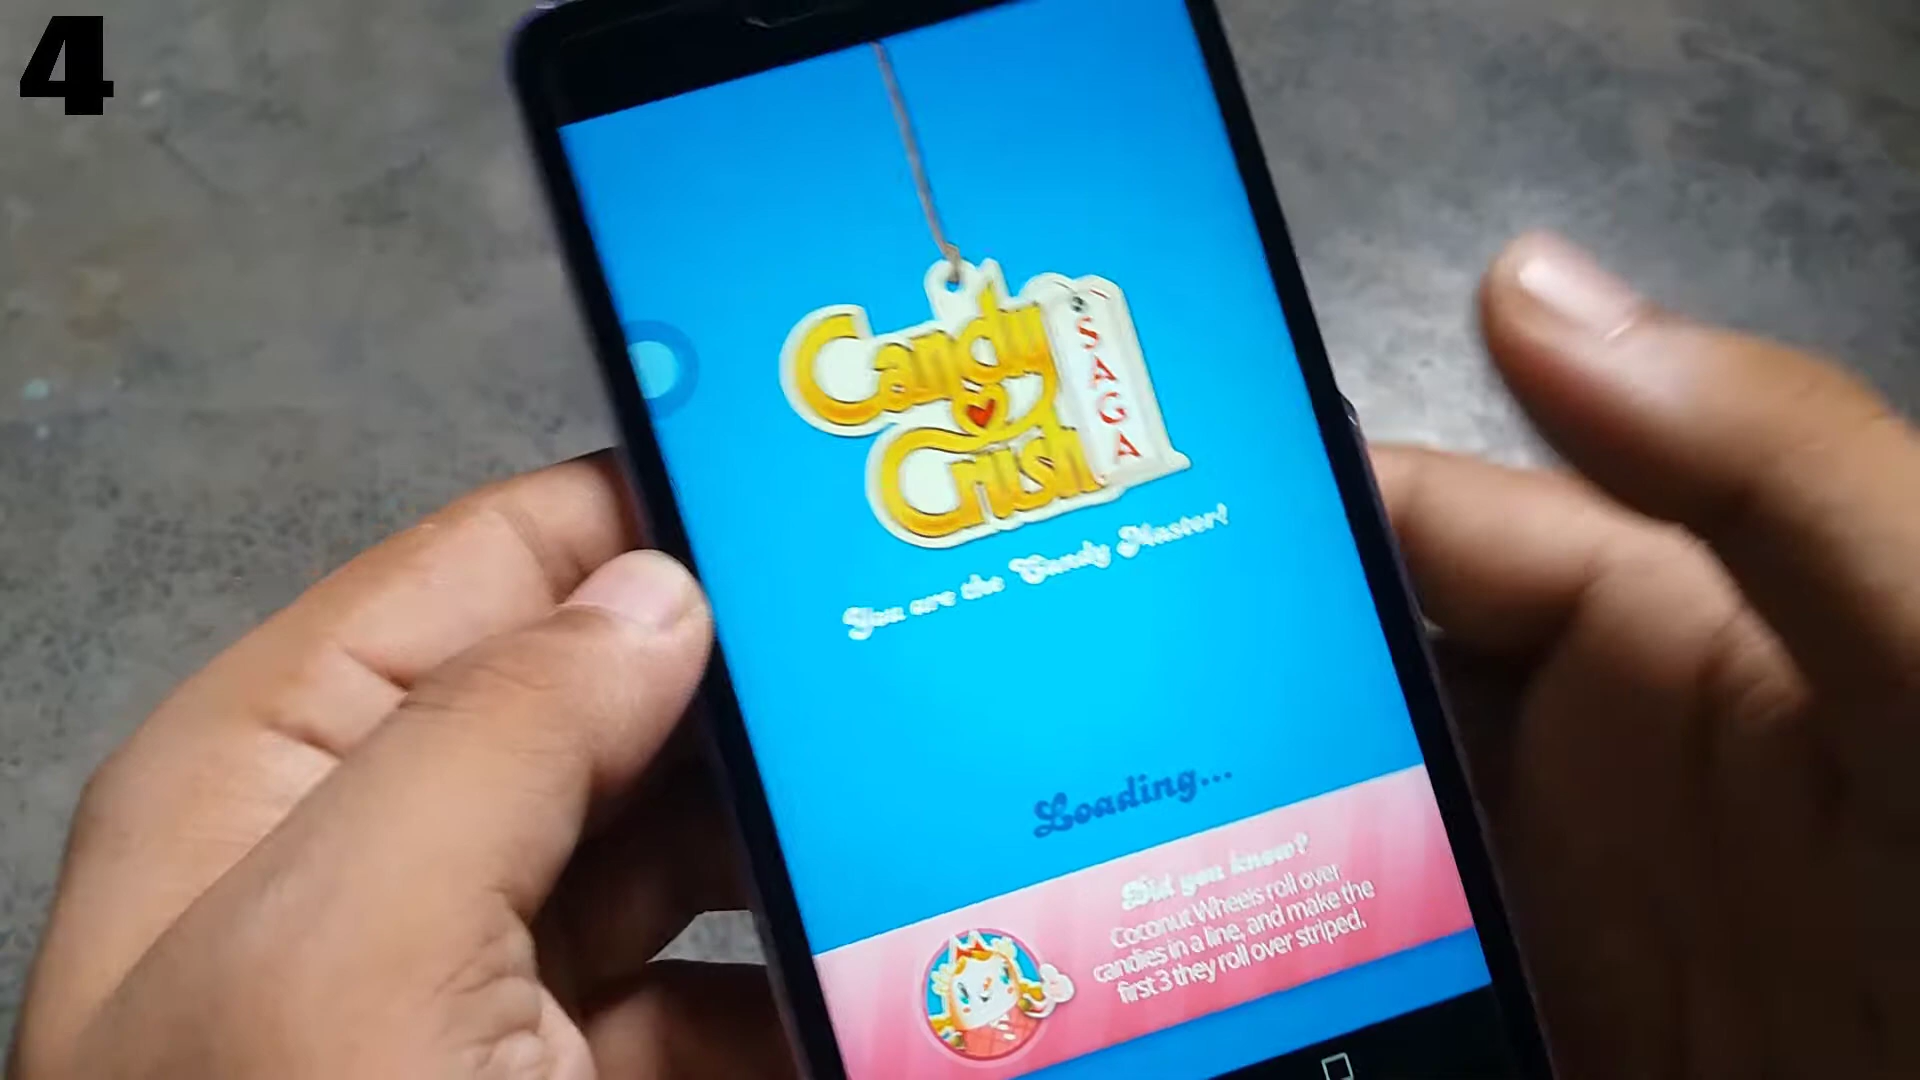 4
Candy
Crush
SAGA
You are the Candy Master!
Loading...
Did you know?
Coconut Wheels roll over
candies in a line, and make the
first 3 they roll over striped.